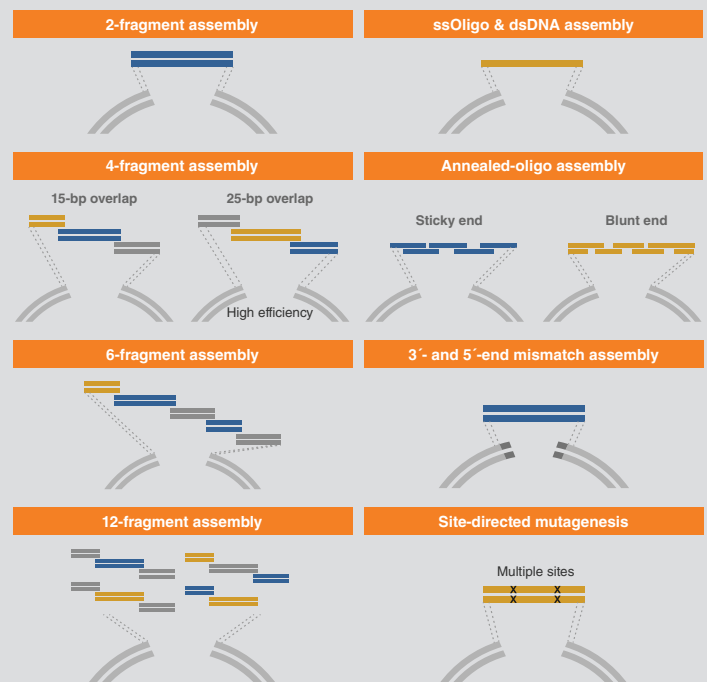 2-fragment assembly
ssOligo & dsDNA assembly
4-fragment assembly
Annealed-oligo assembly
15-bp overlap
25-bp overlap
Sticky end
Blunt end
High efficiency
6-fragment assembly
3´- and 5´-end mismatch assembly
12-fragment assembly
Site-directed mutagenesis
Multiple sites
X X
X X